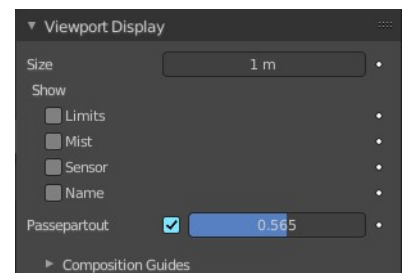 Viewport Display
Size 1 m
Show
Limits
Mist
Sensor
Name
Passepartout 0.565
Composition Guides